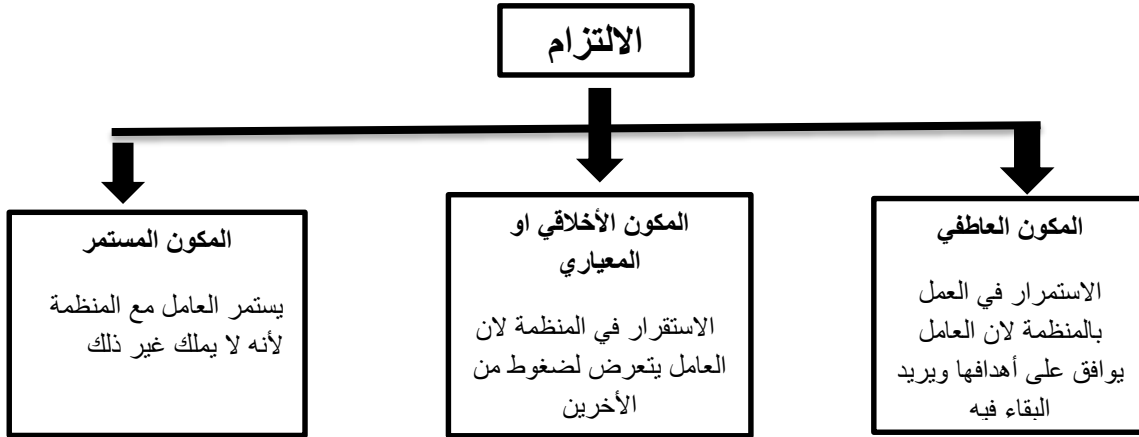 الالتزام
المكون العاطفي
الاستمرار في العمل
بالمنظمة لان العامل
يوافق على أهدافها ويريد
البقاء فيه
المكون الأخلاقي او
المعياري
الاستقرار في المنظمة لان
العامل يتعرض لضغوط من
الأخرين
المكون المستمر
يستمر العامل مع المنظمة
لأنه لا يملك غير ذلك